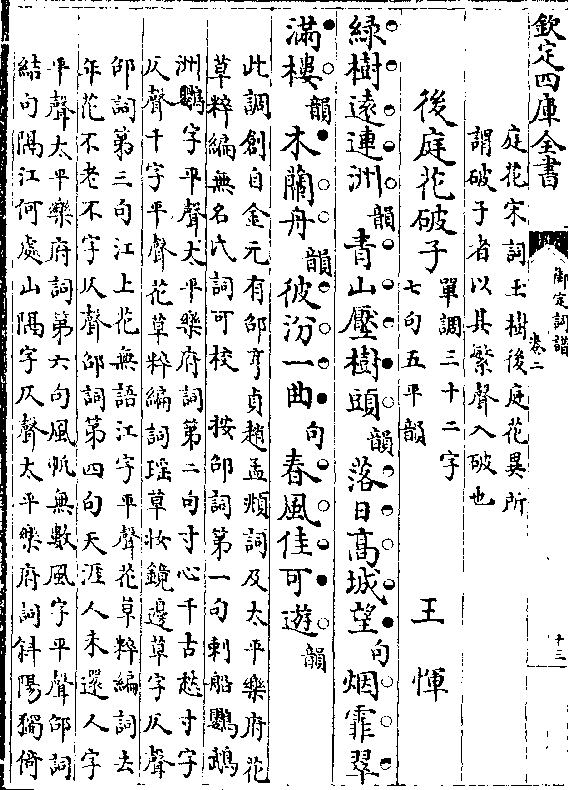 欽定四庫全書
御定詞譜
卷二
十三
庭花宋詞玉樹後庭花異所
謂破子者以其繁聲入破也
後庭花破子 單調三十二字
七句五平韻 王惲
綠樹遠連洲韻青山壓樹頭韻落日高城望句烟霏翠
滿樓韻木蘭舟韻彼汾一曲句春風佳可遊韻
此調創自金元有邵亨貞趙孟頫詞及太平樂府花
草粹編無名氏詞可校 按邵詞第一句剌船鸚鵡
洲鸚字平聲太平樂府詞第二句寸心千古愁寸字
仄聲千字平聲花草粹編詞瑶草妝鏡邊草字仄聲
邵詞第三句江上花無語江字平聲花草粹編詞去
年花不老不字仄聲邵詞第四句天涯人未還人字
平聲太平樂府詞第六句風帆無數風字平聲邵詞
結句隔江何處山隔字仄聲太平樂府詞斜陽獨倚